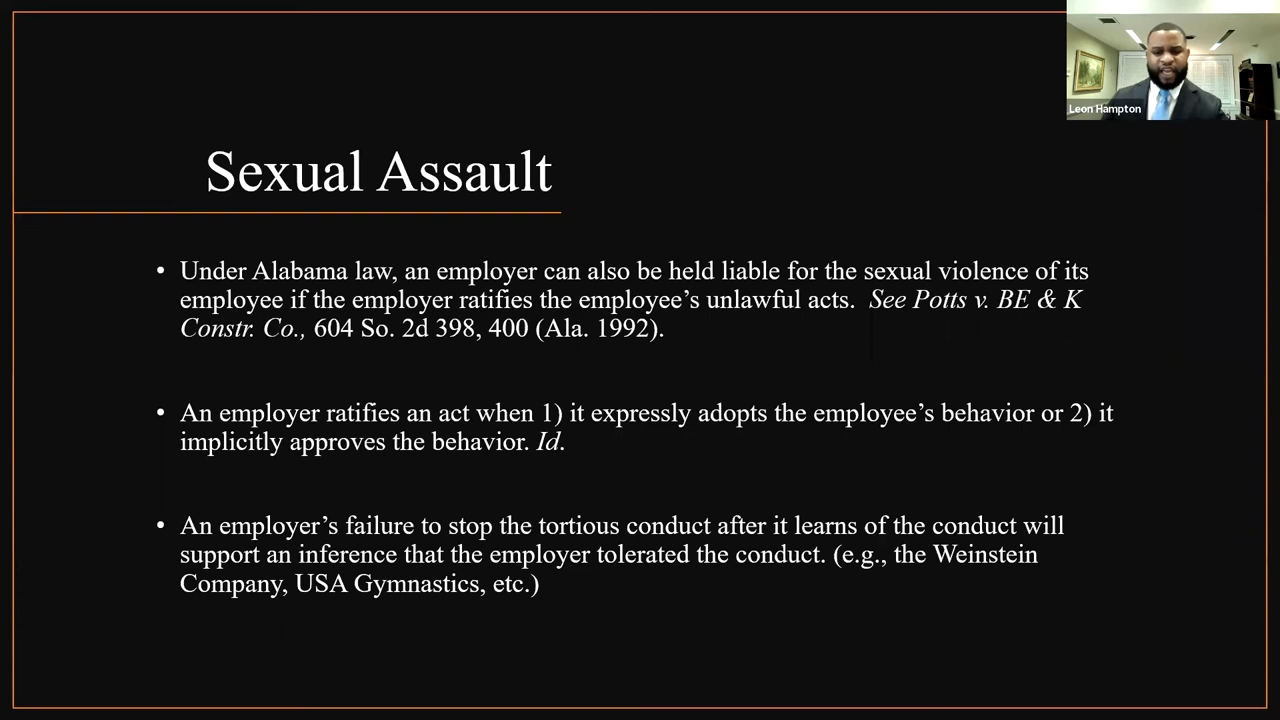 Leon Hampton
Sexual Assault
• Under Alabama law, an employer can also be held liable for the sexual violence of its
employee if the employer ratifies the employee’s unlawful acts. See Potts v. BE & K
Constr. Co., 604 So. 2d 398, 400 (Ala. 1992).
• An employer ratifies an act when 1) it expressly adopts the employee’s behavior or 2) it
implicitly approves the behavior. Id.
• An employer’s failure to stop the tortious conduct after it learns of the conduct will
support an inference that the employer tolerated the conduct. (e.g., the Weinstein
Company, USA Gymnastics, etc.)